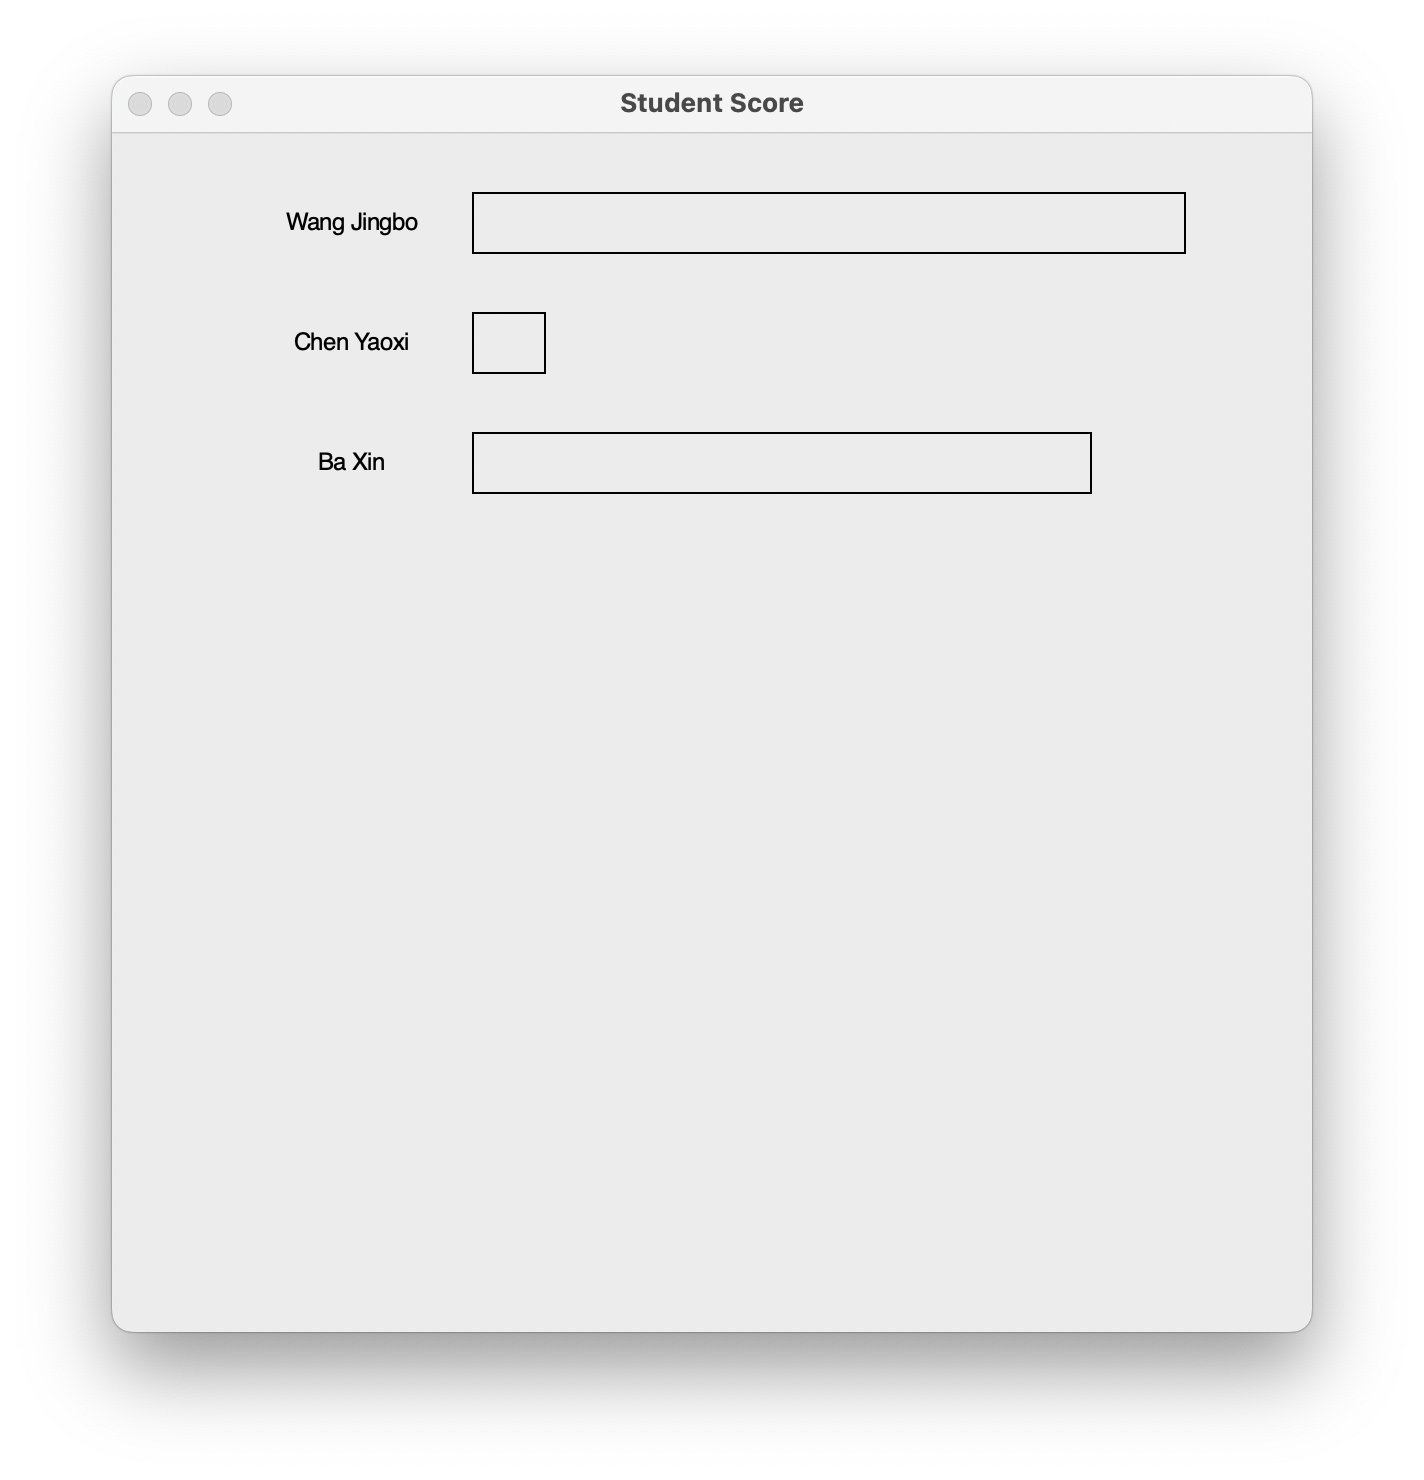 Student Score
Wang Jingbo
Chen Yaoxi
Ba Xin